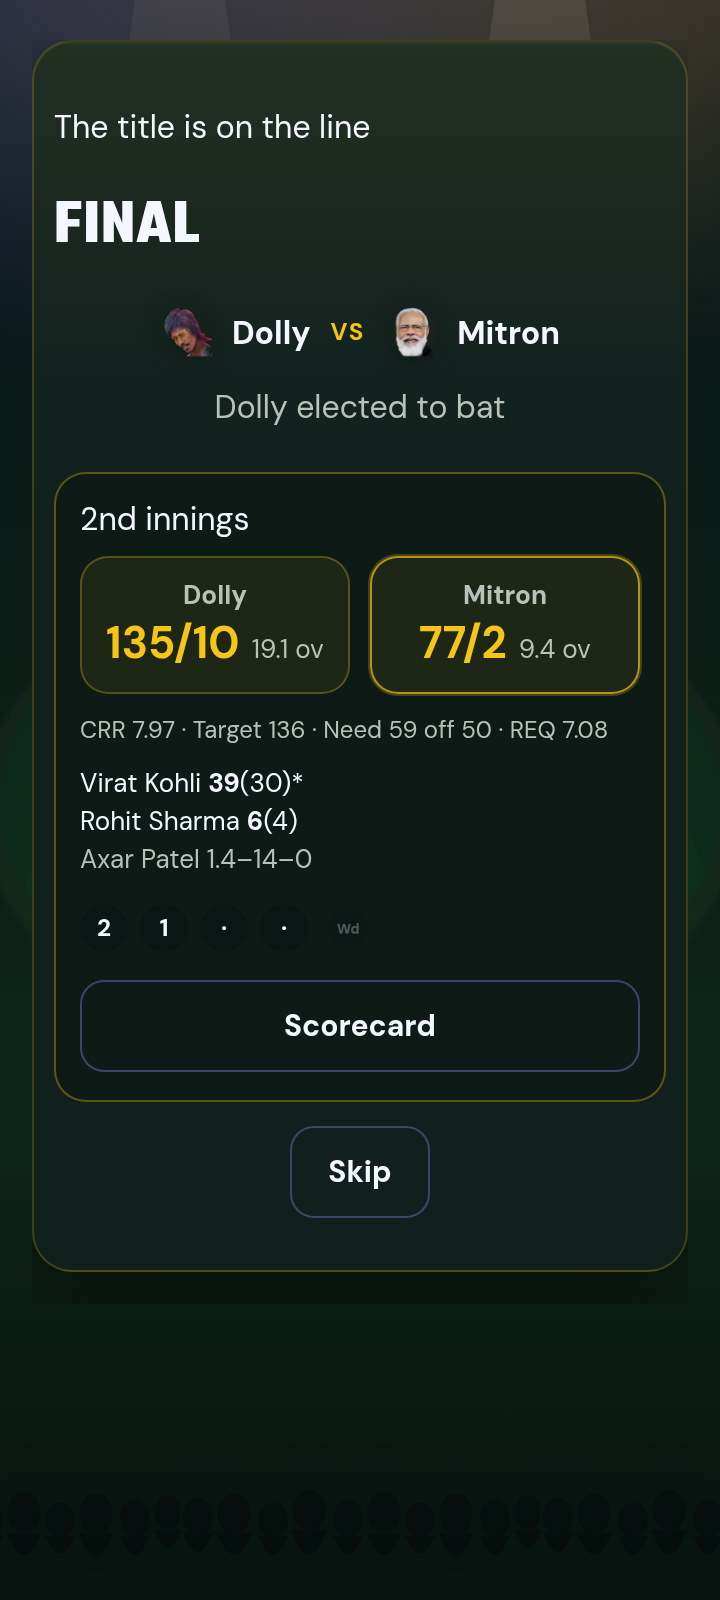 The title is on the line
FINAL
Dolly VS Mitron
Dolly elected to bat
2nd innings
Dolly
135/10 19.1 ov
Mitron
77/2 9.4 ov
CRR 7.97 · Target 136 · Need 59 off 50 · REQ 7.08
Virat Kohli 39(30)*
Rohit Sharma 6(4)
Axar Patel 1.4–14–0
2 1 · · Wd
Scorecard
Skip